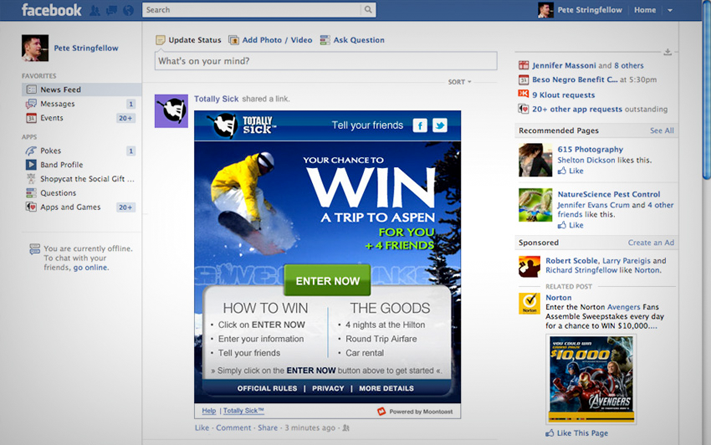 facebook
Search
Pete Stringfellow
Home
Pete Stringfellow
FAVORITES
News Feed
Messages 1
Events 20+
APPS
Pokes 1
Band Profile
Shopycat the Social Gift ...
Questions
Apps and Games 20+
You are currently offline.
To chat with your
friends, go online.
Update Status
Add Photo / Video
Ask Question
What's on your mind?
SORT
Totally Sick shared a link.
TOTALLY
SICK™
Tell your friends
YOUR CHANCE TO
WIN
A TRIP TO ASPEN
FOR YOU
+ 4 FRIENDS
ENTER NOW
HOW TO WIN
• Click on ENTER NOW
• Enter your information
• Tell your friends
THE GOODS
• 4 nights at the Hilton
• Round Trip Airfare
• Car rental
» Simply click on the ENTER NOW button above to get started «.
OFFICIAL RULES | PRIVACY | MORE DETAILS
Help | Totally Sick™
Powered by Moontoast
Like · Comment · Share · 3 minutes ago ·
Jennifer Massoni and 8 others
Beso Negro Benefit C... at 5:30pm
9 Klout requests
20+ other app requests outstanding
Recommended Pages
See All
615 Photography
Shelton Dickson likes this.
Like
NatureScience Pest Control
Jennifer Evans Crum and 4 other
friends like this.
Like
Sponsored
Create an Ad
Robert Scoble, Larry Pareigis and
Richard Stringfellow like Norton.
RELATED POST
Norton
Enter the Norton Avengers Fans
Assemble Sweepstakes every day
for a chance to WIN $10,000....
YOU COULD WIN
$10,000
AVENGERS
Like This Page